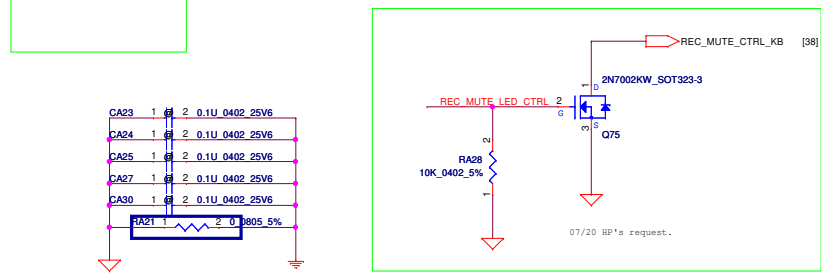 REC_MUTE_CTRL_KB [38]
1 D 2N7002KW_SOT323-3
REC_MUTE_LED_CTRL 2 G
3 S Q75
2
RA28
10K_0402_5%
1
07/20 HP's request.
CA23 1 @ 2 0.1U_0402_25V6
CA24 1 @ 2 0.1U_0402_25V6
CA25 1 @ 2 0.1U_0402_25V6
CA27 1 @ 2 0.1U_0402_25V6
CA30 1 @ 2 0.1U_0402_25V6
RA21 1 2 0_0805_5%